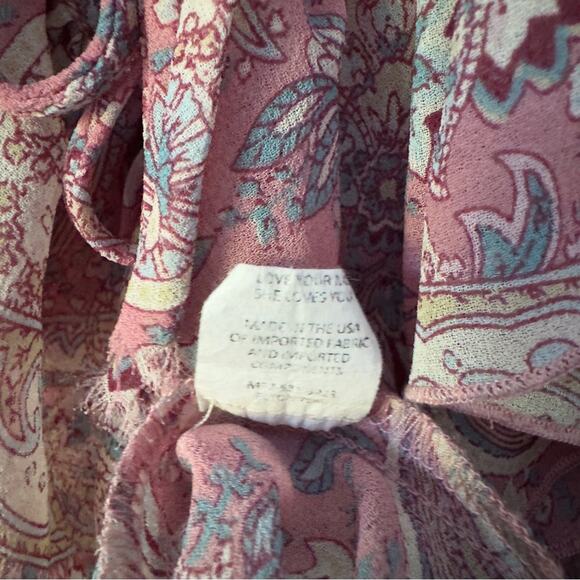 LOVE YOUR
SHE LOVES YOU
MADE IN THE USA
OF IMPORTED FABRIC
AND IMPORTED
COMPONENTS